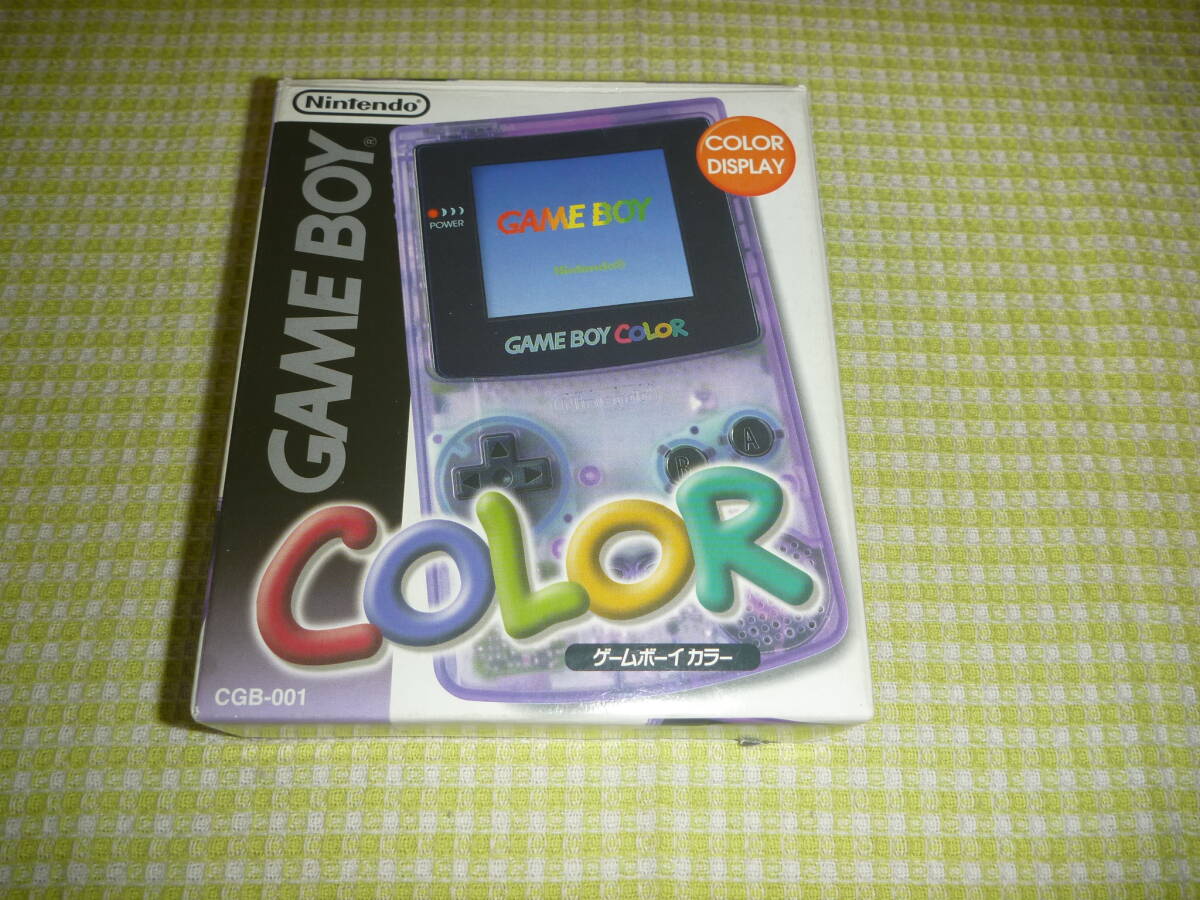 Nintendo®
GAME BOY®
COLOR
DISPLAY
POWER
GAME BOY
Nintendo®
GAME BOY COLOR
Nintendo
A
B
COLOR
ゲームボーイカラー
CGB-001